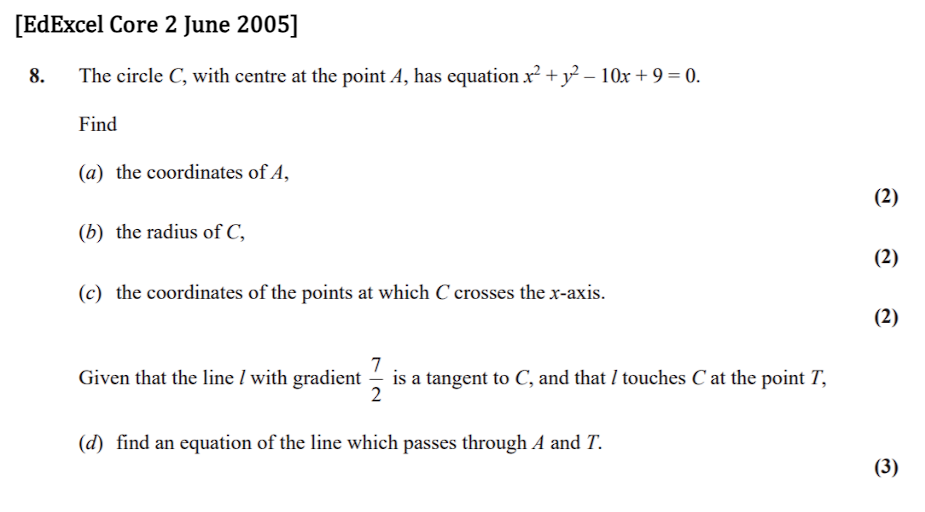 [EdExcel Core 2 June 2005]
8. The circle C, with centre at the point A, has equation x² + y² – 10x + 9 = 0.
Find
(a) the coordinates of A,
(2)
(b) the radius of C,
(2)
(c) the coordinates of the points at which C crosses the x-axis.
(2)
Given that the line l with gradient 7/2 is a tangent to C, and that l touches C at the point T,
(d) find an equation of the line which passes through A and T.
(3)